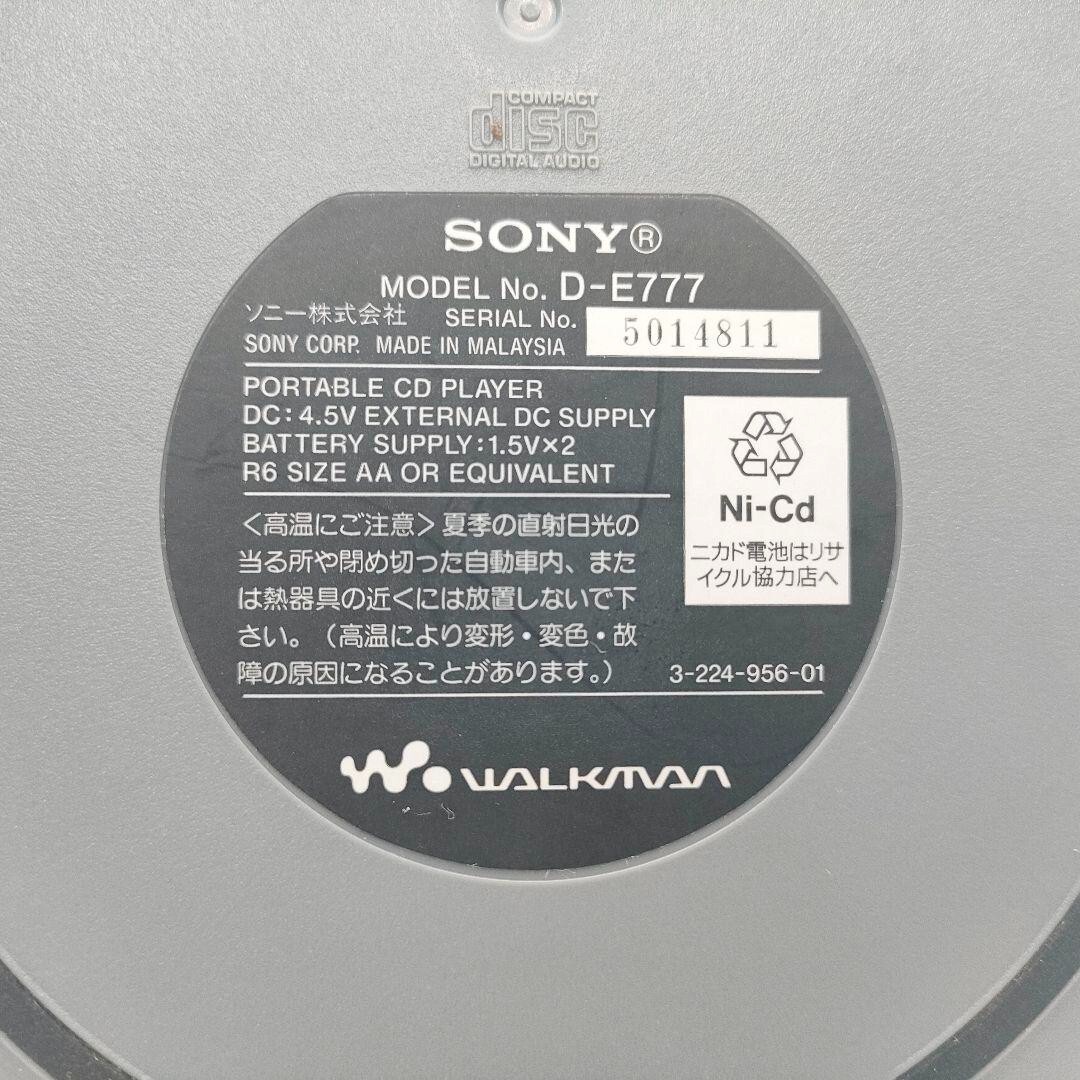 COMPACT
disc
DIGITAL AUDIO
SONY®
MODEL No. D-E777
ソニー株式会社 SERIAL No. 5014811
SONY CORP. MADE IN MALAYSIA
PORTABLE CD PLAYER
DC: 4.5V EXTERNAL DC SUPPLY
BATTERY SUPPLY:1.5V×2
R6 SIZE AA OR EQUIVALENT
Ni-Cd
ニカド電池はリサ
イクル協力店へ
〈高温にご注意〉夏季の直射日光の
当る所や閉め切った自動車内、また
は熱器具の近くには放置しないで下
さい。(高温により変形・変色・故
障の原因になることがあります。)
3-224-956-01
WALKMAN